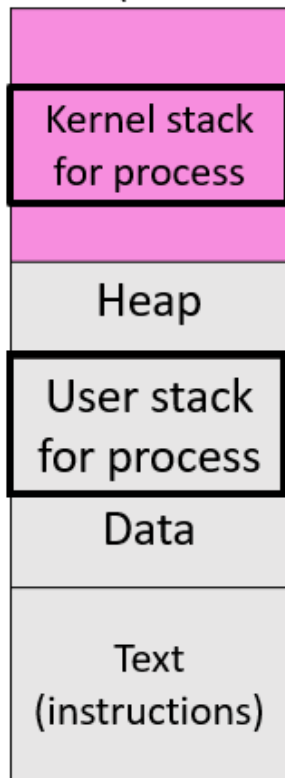 Kernel stack
for process
Heap
User stack
for process
Data
Text
(instructions)